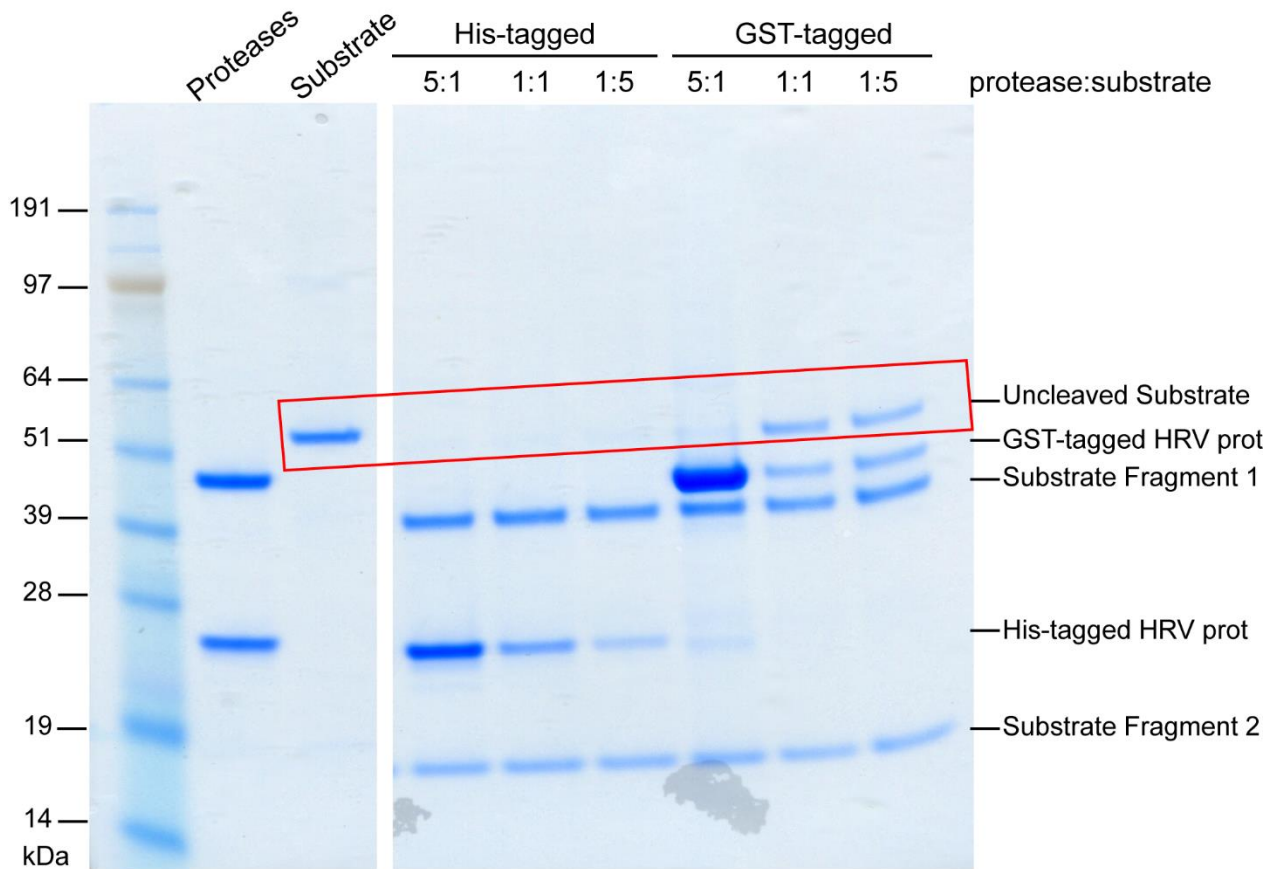 Proteases
Substrate
His-tagged
GST-tagged
5:1 1:1 1:5 5:1 1:1 1:5 protease:substrate
191
97
64
51
39
28
19
14
kDa
Uncleaved Substrate
GST-tagged HRV prot
Substrate Fragment 1
His-tagged HRV prot
Substrate Fragment 2